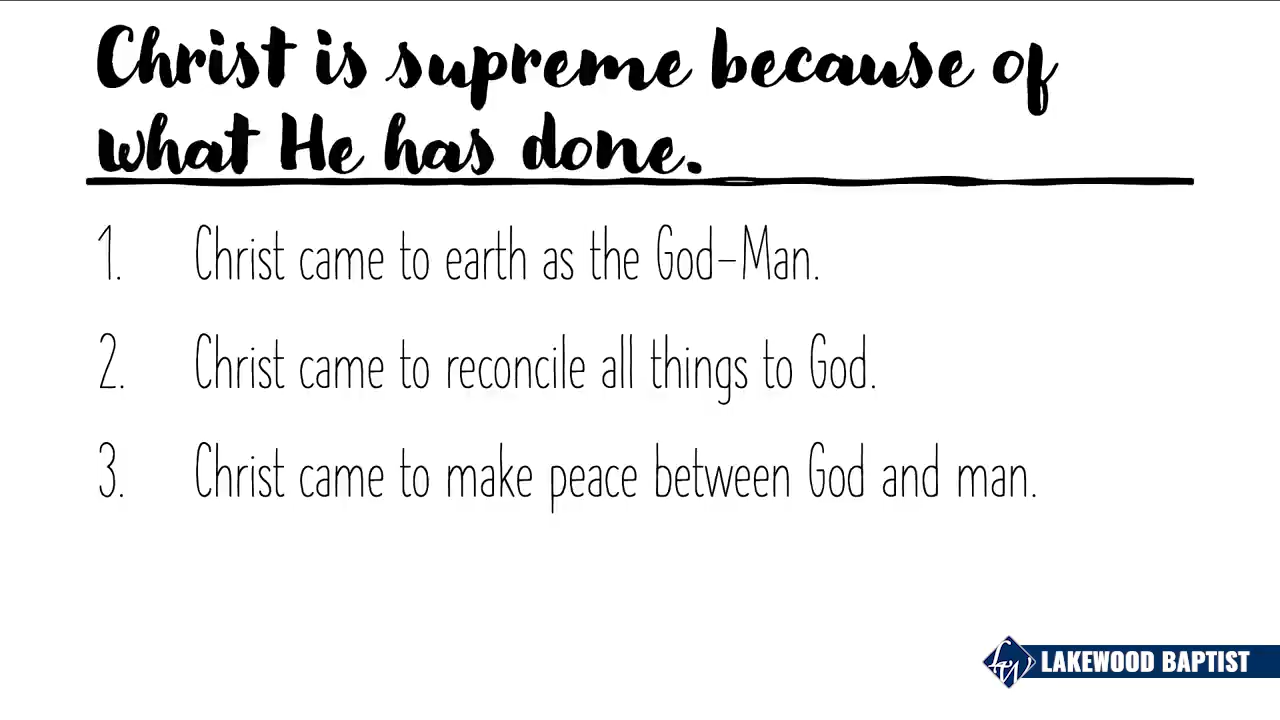 Christ is supreme because of
what He has done.
1. Christ came to earth as the God-Man.
2. Christ came to reconcile all things to God.
3. Christ came to make peace between God and man.
LW LAKEWOOD BAPTIST